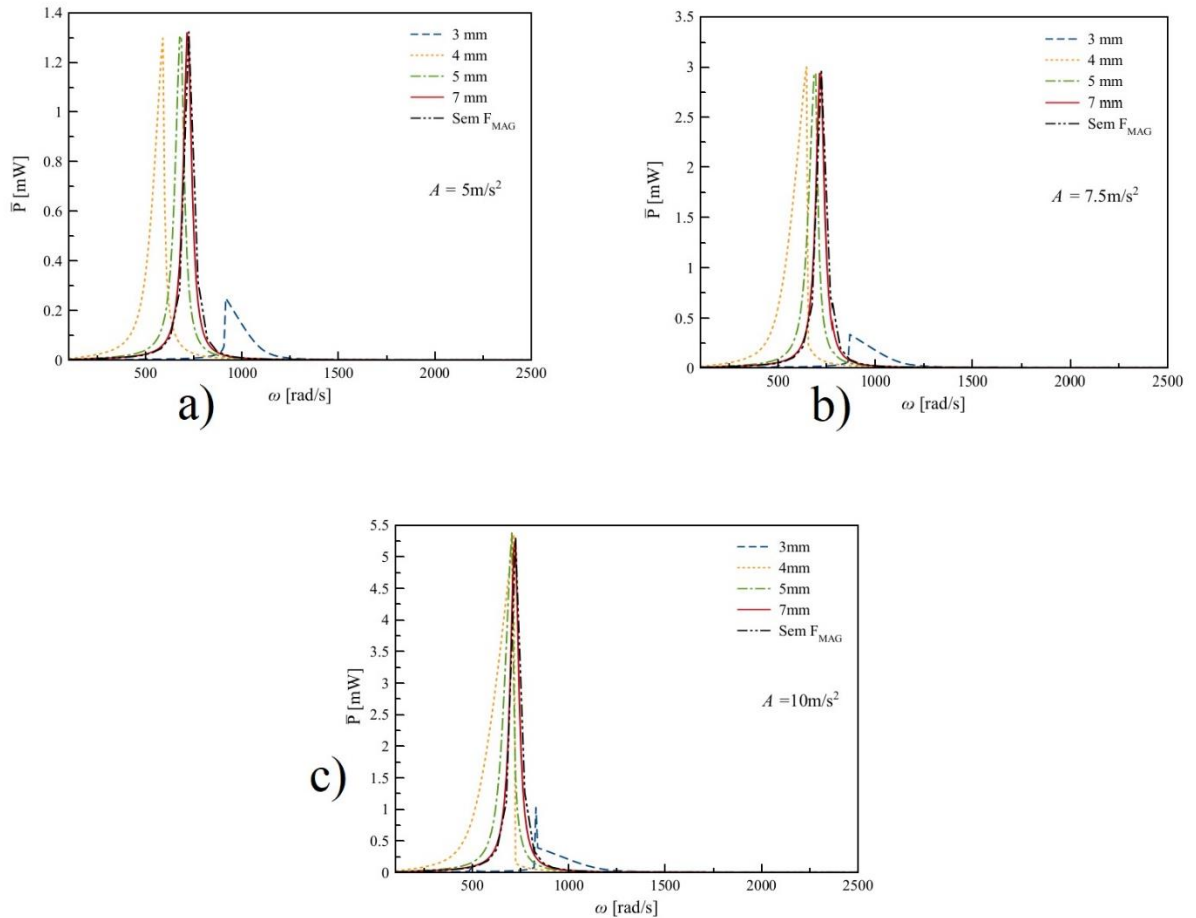 1.4
1.2
1
0.8
0.6
0.4
0.2
0
P̅ [mW]
500 1000 1500 2000 2500
ω [rad/s]
3 mm
4 mm
5 mm
7 mm
Sem F_MAG
A = 5m/s²
a)
3.5
3
2.5
2
1.5
1
0.5
0
P̅ [mW]
500 1000 1500 2000 2500
ω [rad/s]
3 mm
4 mm
5 mm
7 mm
Sem F_MAG
A = 7.5m/s²
b)
5.5
5
4.5
4
3.5
3
2.5
2
1.5
1
0.5
0
P̅ [mW]
500 1000 1500 2000 2500
ω [rad/s]
3mm
4mm
5mm
7mm
Sem F_MAG
A =10m/s²
c)